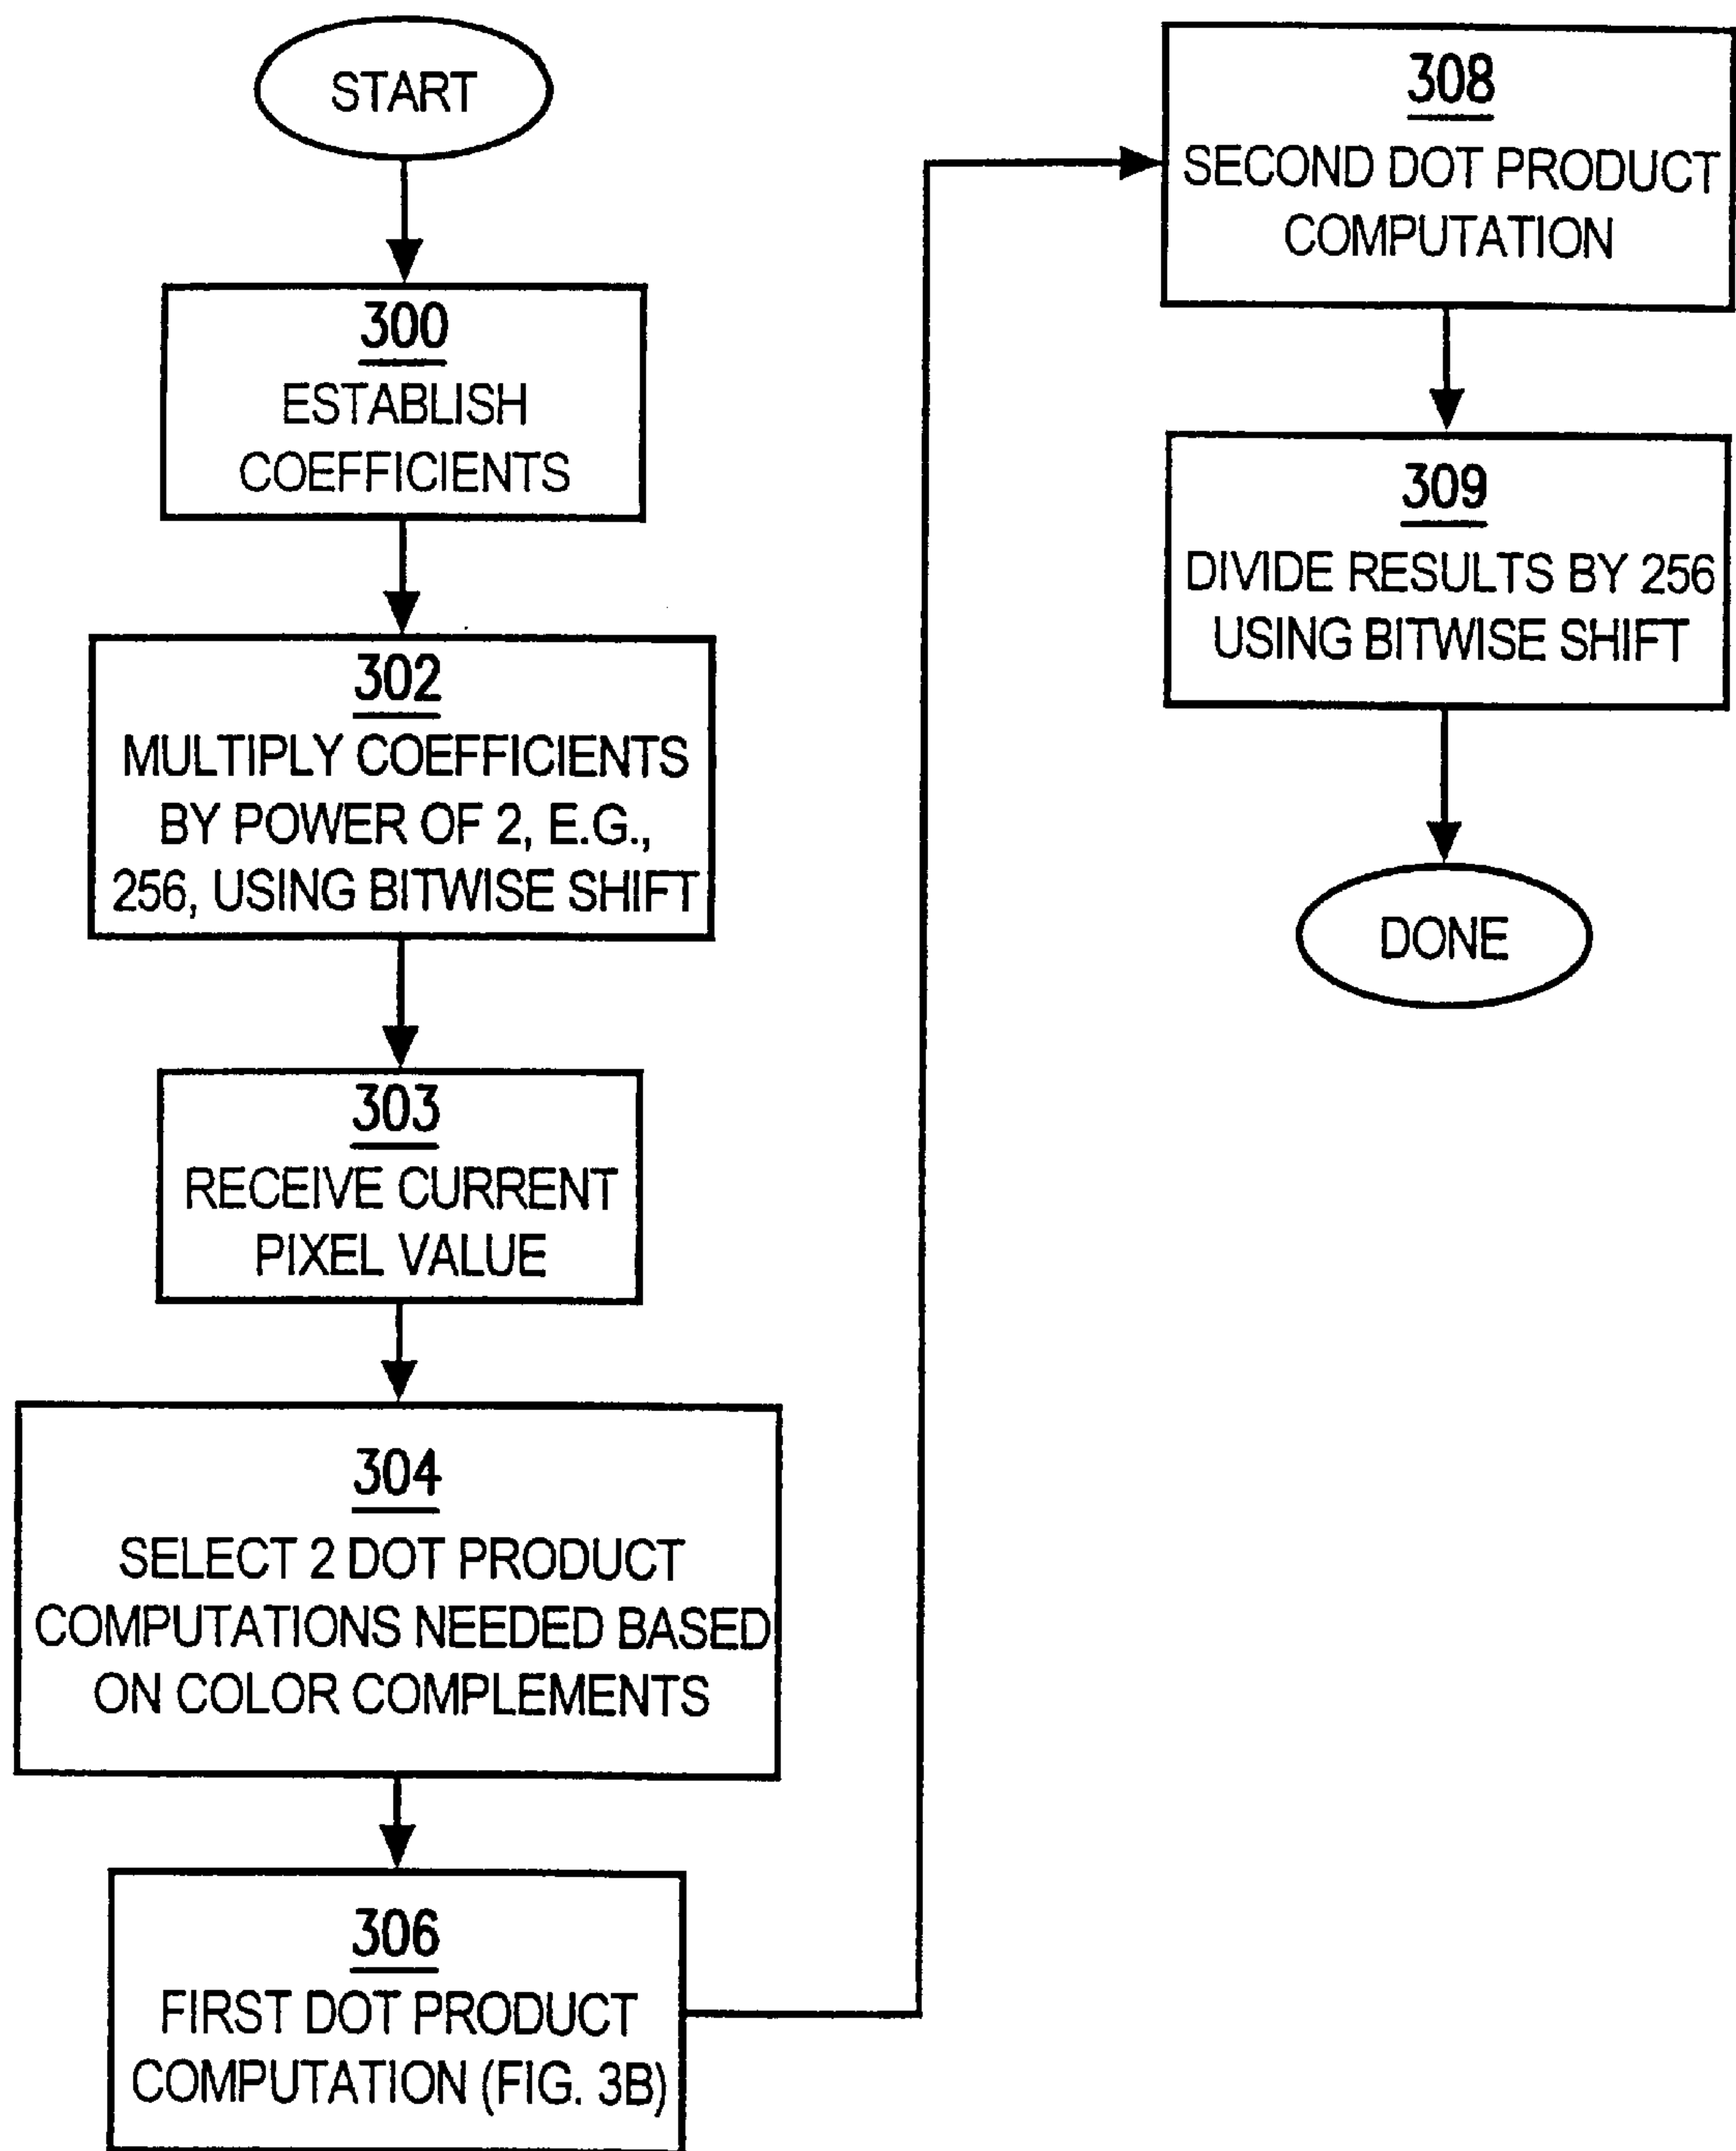 START
300
ESTABLISH
COEFFICIENTS
302
MULTIPLY COEFFICIENTS
BY POWER OF 2, E.G.,
256, USING BITWISE SHIFT
303
RECEIVE CURRENT
PIXEL VALUE
304
SELECT 2 DOT PRODUCT
COMPUTATIONS NEEDED BASED
ON COLOR COMPLEMENTS
306
FIRST DOT PRODUCT
COMPUTATION (FIG. 3B)
308
SECOND DOT PRODUCT
COMPUTATION
309
DIVIDE RESULTS BY 256
USING BITWISE SHIFT
DONE